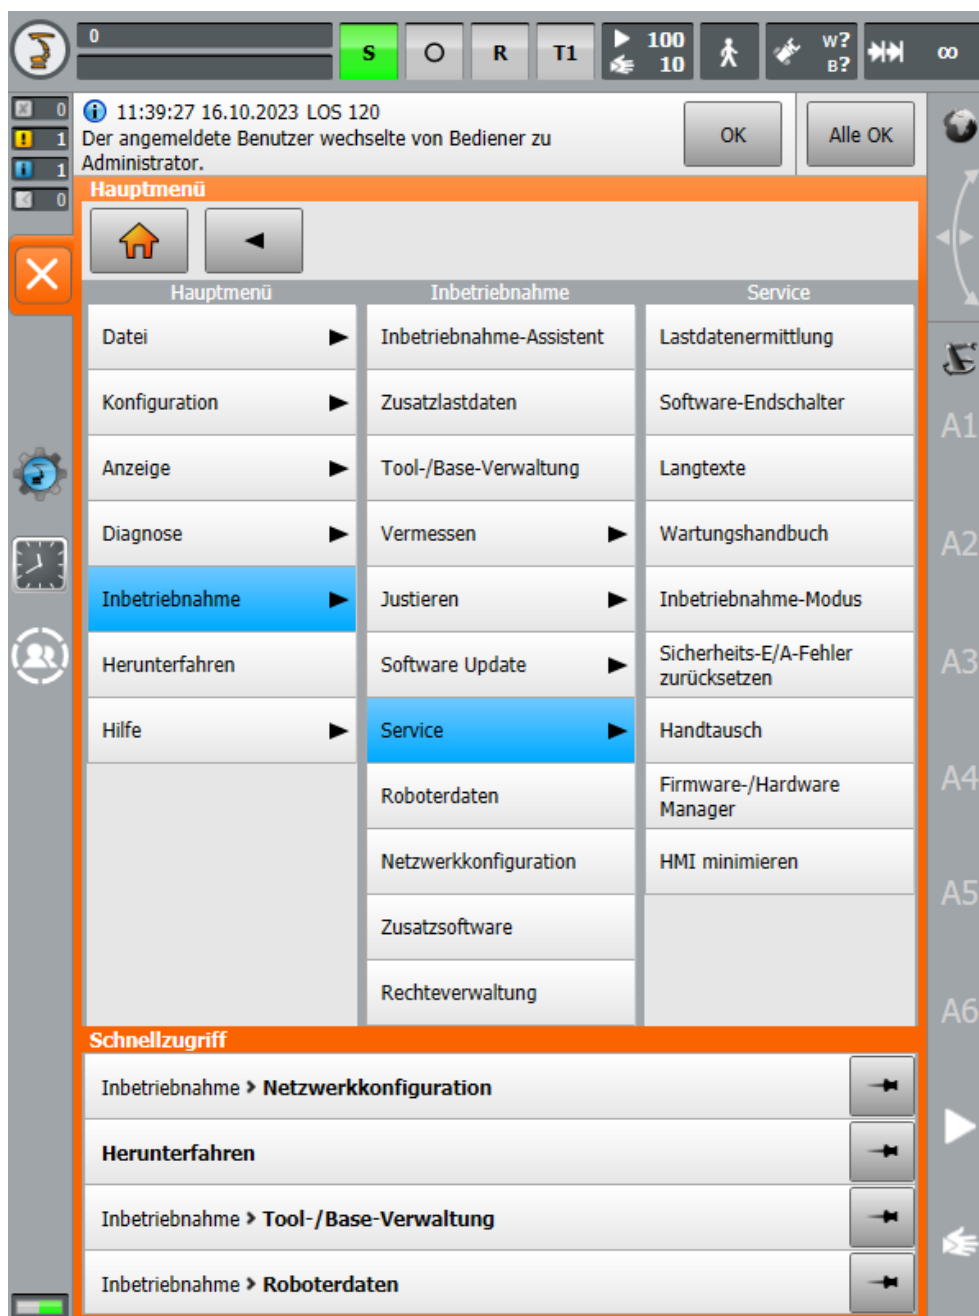 0
S O R T1
100
10
W?
B?
∞
0
1
1
0
11:39:27 16.10.2023 LOS 120
Der angemeldete Benutzer wechselte von Bediener zu
Administrator.
OK
Alle OK
Hauptmenü
Hauptmenü
Datei
Konfiguration
Anzeige
Diagnose
Inbetriebnahme
Herunterfahren
Hilfe
Inbetriebnahme
Inbetriebnahme-Assistent
Zusatzlastdaten
Tool-/Base-Verwaltung
Vermessen
Justieren
Software Update
Service
Roboterdaten
Netzwerkkonfiguration
Zusatzsoftware
Rechteverwaltung
Service
Lastdatenermittlung
Software-Endschalter
Langtexte
Wartungshandbuch
Inbetriebnahme-Modus
Sicherheits-E/A-Fehler
zurücksetzen
Handtausch
Firmware-/Hardware
Manager
HMI minimieren
A1
A2
A3
A4
A5
A6
Schnellzugriff
Inbetriebnahme > Netzwerkkonfiguration
Herunterfahren
Inbetriebnahme > Tool-/Base-Verwaltung
Inbetriebnahme > Roboterdaten